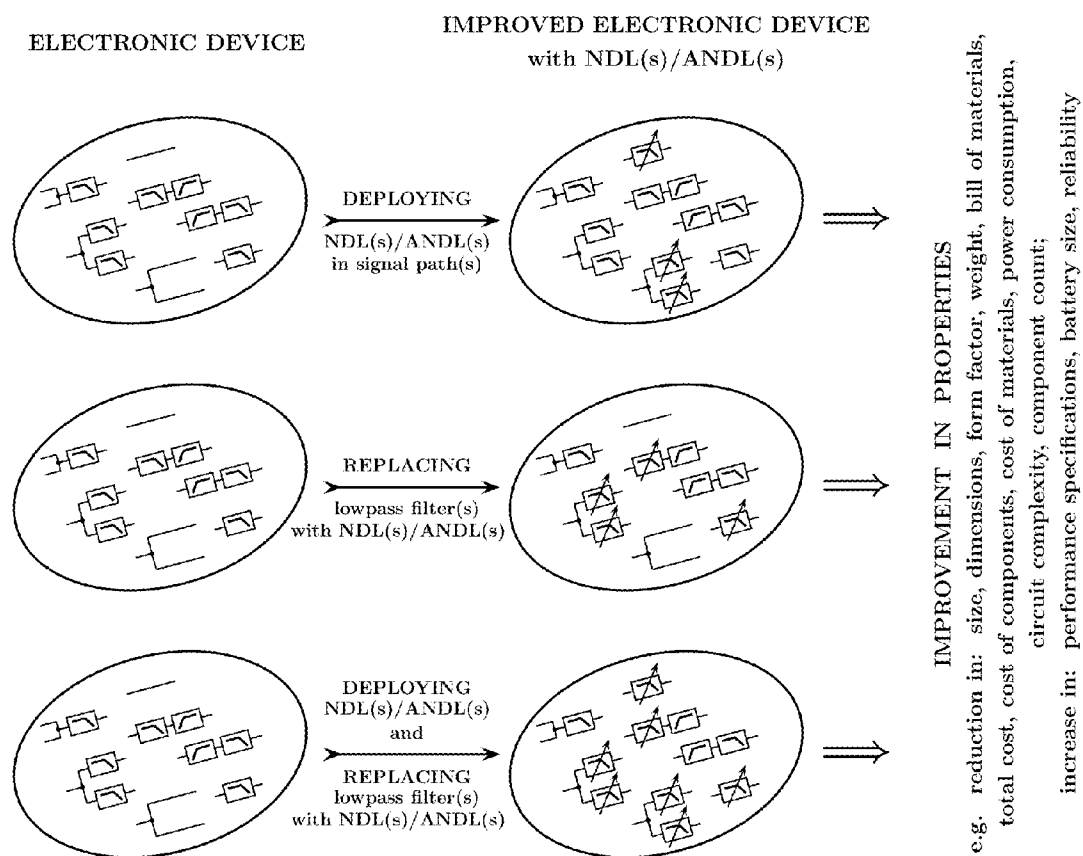 ELECTRONIC DEVICE
IMPROVED ELECTRONIC DEVICE
with NDL(s)/ANDL(s)
DEPLOYING
NDL(s)/ANDL(s)
in signal path(s)
REPLACING
lowpass filter(s)
with NDL(s)/ANDL(s)
DEPLOYING
NDL(s)/ANDL(s)
and
REPLACING
lowpass filter(s)
with NDL(s)/ANDL(s)
IMPROVEMENT IN PROPERTIES
e.g. reduction in: size, dimensions, form factor, weight, bill of materials,
total cost, cost of components, cost of materials, power consumption,
circuit complexity, component count;
increase in: performance specifications, battery size, reliability